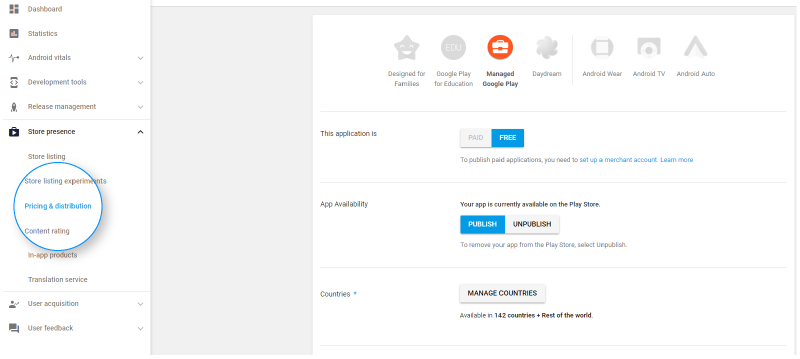 Dashboard
Statistics
Android vitals
Development tools
Release management
Store presence
Store listing
Store listing experiments
Pricing & distribution
Content rating
In-app products
Translation service
User acquisition
User feedback
EDU
Designed for
Families
Google Play
for Education
Managed
Google Play
Daydream
Android Wear
Android TV
Android Auto
This application is
PAID
FREE
To publish paid applications, you need to set up a merchant account. Learn more
App Availability
Your app is currently available on the Play Store.
PUBLISH
UNPUBLISH
To remove your app from the Play Store, select Unpublish.
Countries *
MANAGE COUNTRIES
Available in 142 countries + Rest of the world.